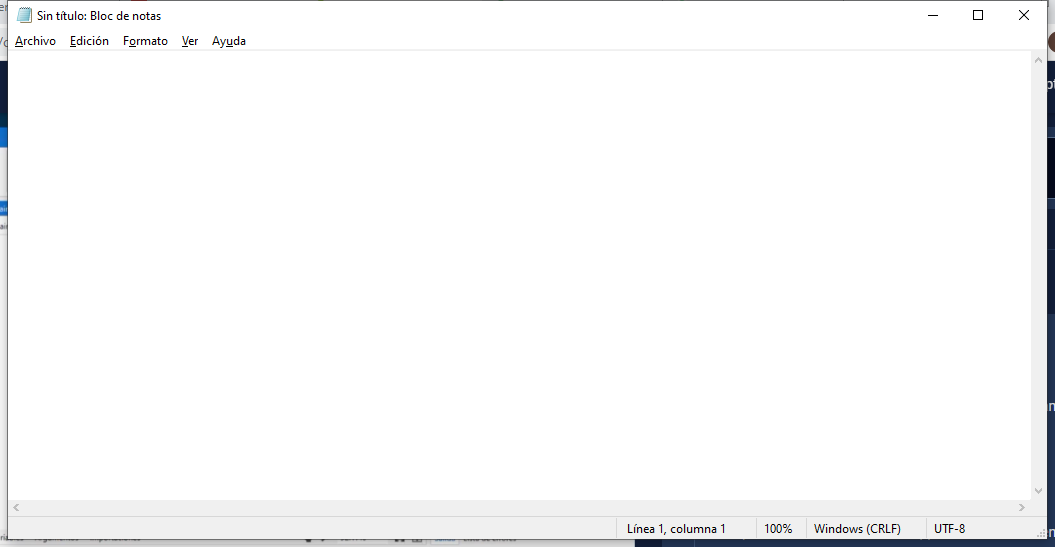 Sin título: Bloc de notas
Archivo Edición Formato Ver Ayuda
Línea 1, columna 1 100% Windows (CRLF) UTF-8